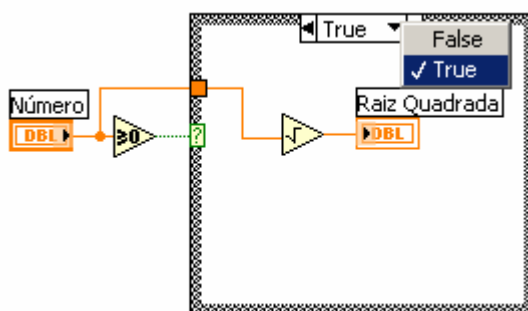 True
False
✓ True
Número
Raiz Quadrada
DBL
≥0
?
√
DBL